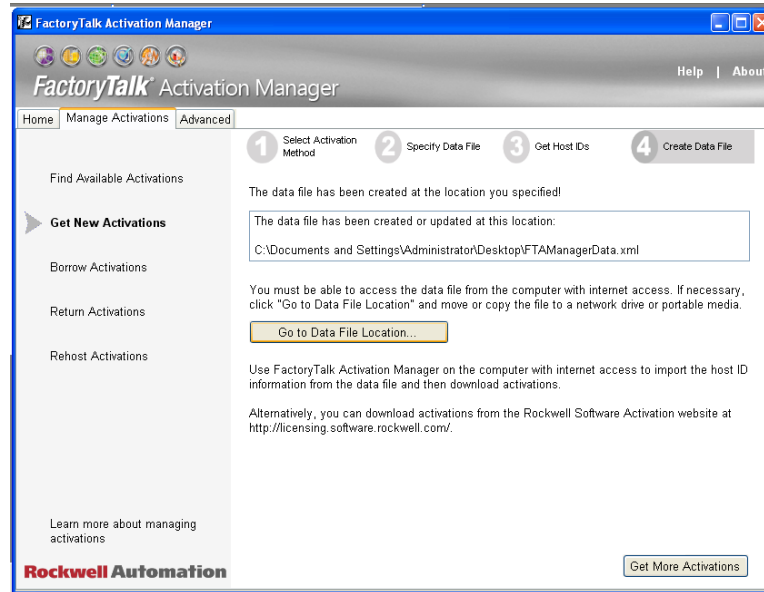 FactoryTalk Activation Manager
Help | About
FactoryTalk Activation Manager
Home Manage Activations Advanced
1 Select Activation Method
2 Specify Data File
3 Get Host IDs
4 Create Data File
Find Available Activations
Get New Activations
Borrow Activations
Return Activations
Rehost Activations
Learn more about managing
activations
Rockwell Automation
The data file has been created at the location you specified!
The data file has been created or updated at this location:
C:\Documents and Settings\Administrator\Desktop\FTAManagerData.xml
You must be able to access the data file from the computer with internet access. If necessary,
click "Go to Data File Location" and move or copy the file to a network drive or portable media.
Go to Data File Location...
Use FactoryTalk Activation Manager on the computer with internet access to import the host ID
information from the data file and then download activations.
Alternatively, you can download activations from the Rockwell Software Activation website at
http://licensing.software.rockwell.com/.
Get More Activations